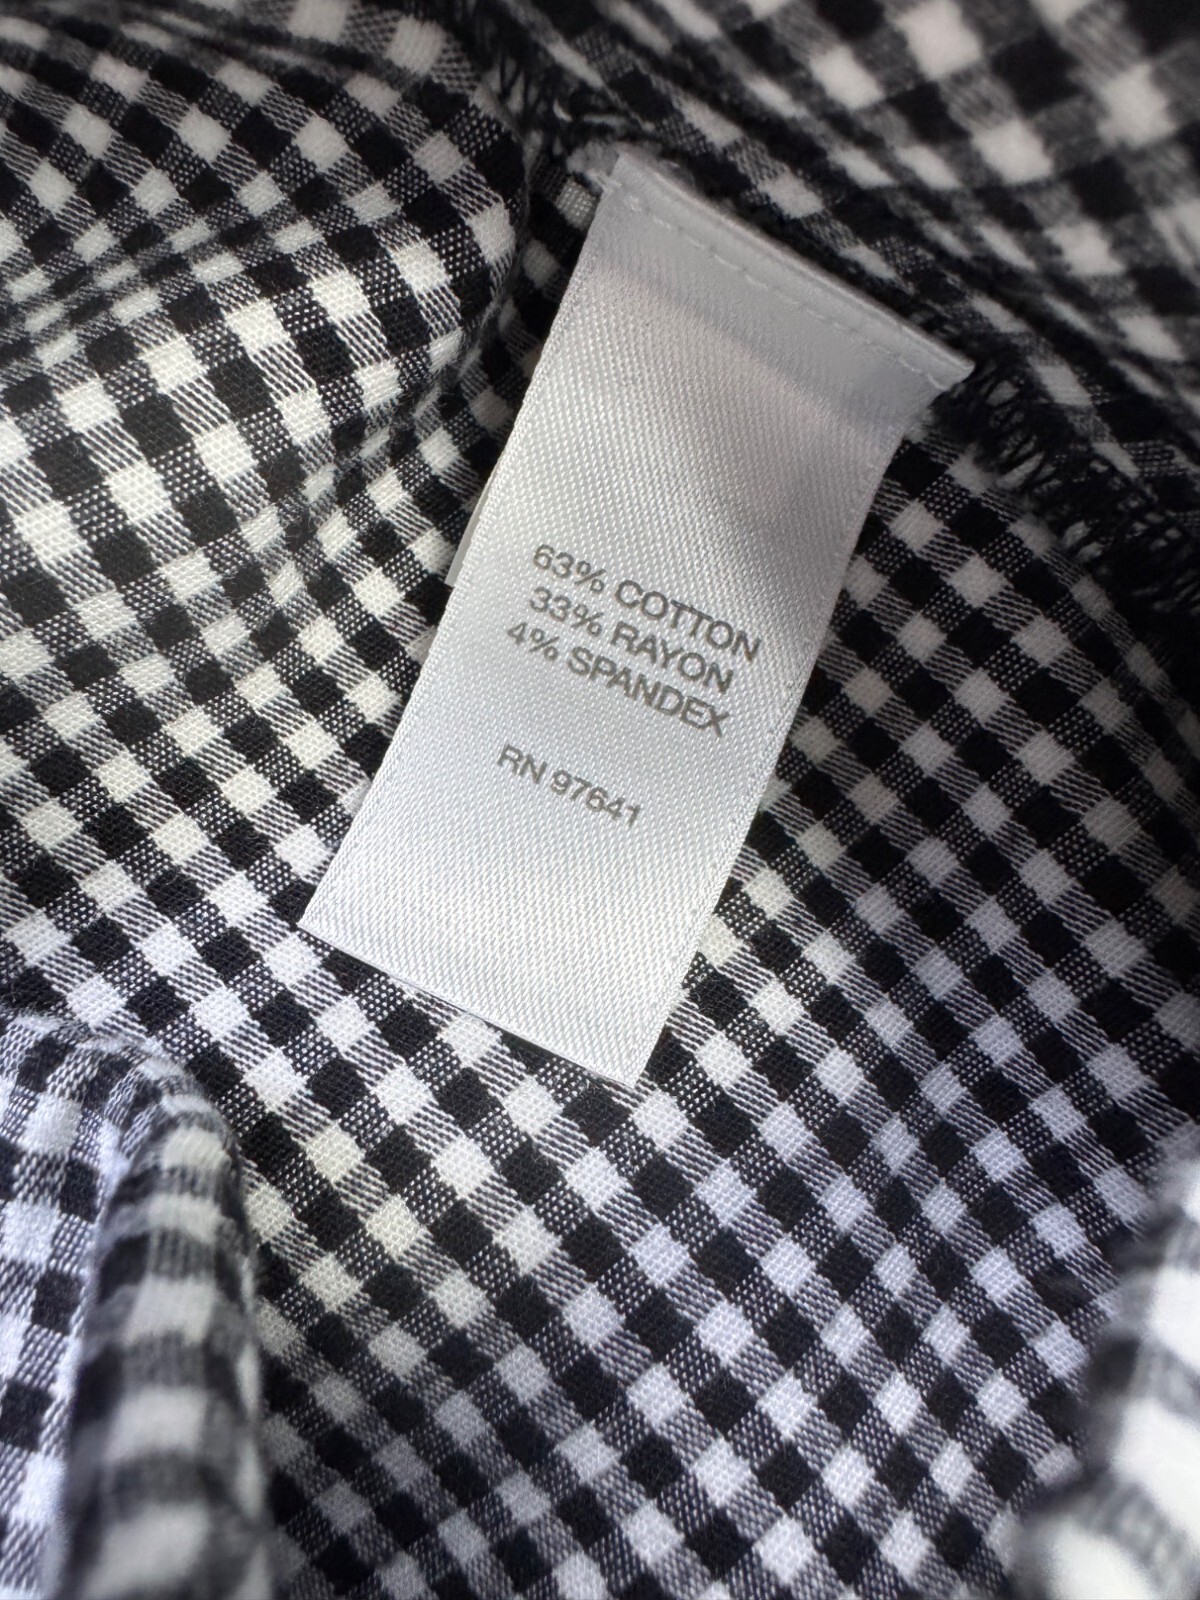 63% COTTON
33% RAYON
4% SPANDEX
RN 97641